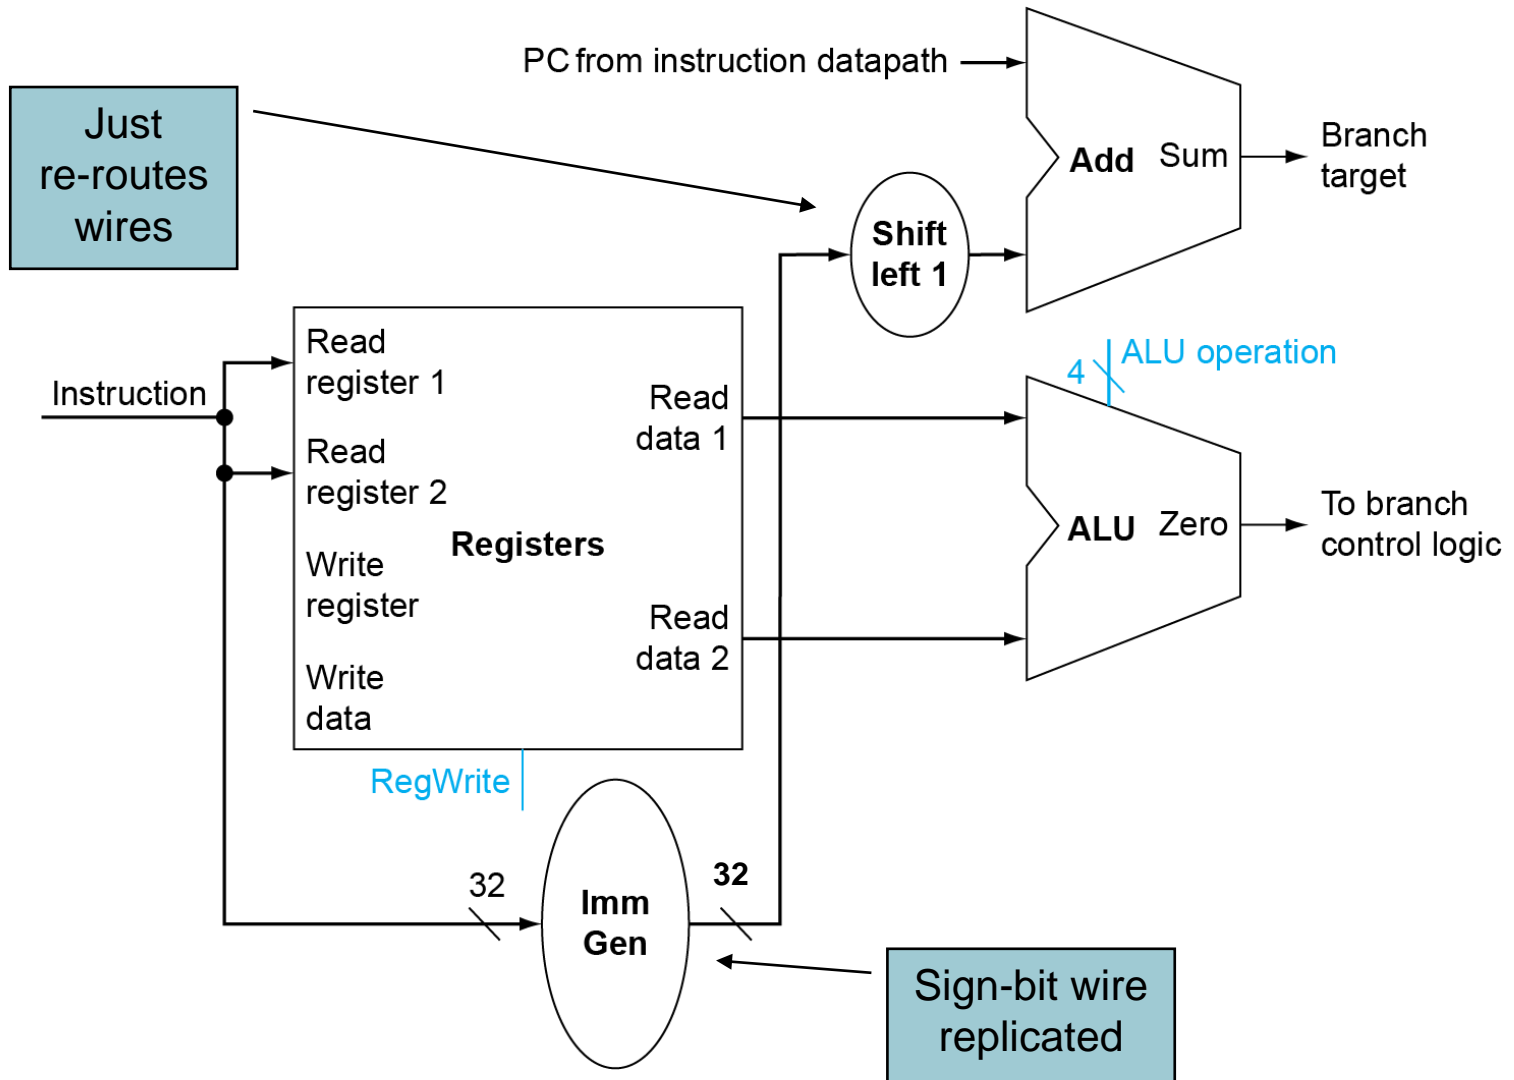 PC from instruction datapath
Just
re-routes
wires
Add
Sum
Branch
target
Shift
left 1
Instruction
Read
register 1
Read
register 2
Write
register
Write
data
Registers
Read
data 1
Read
data 2
RegWrite
4
ALU operation
ALU
Zero
To branch
control logic
32
Imm
Gen
32
Sign-bit wire
replicated